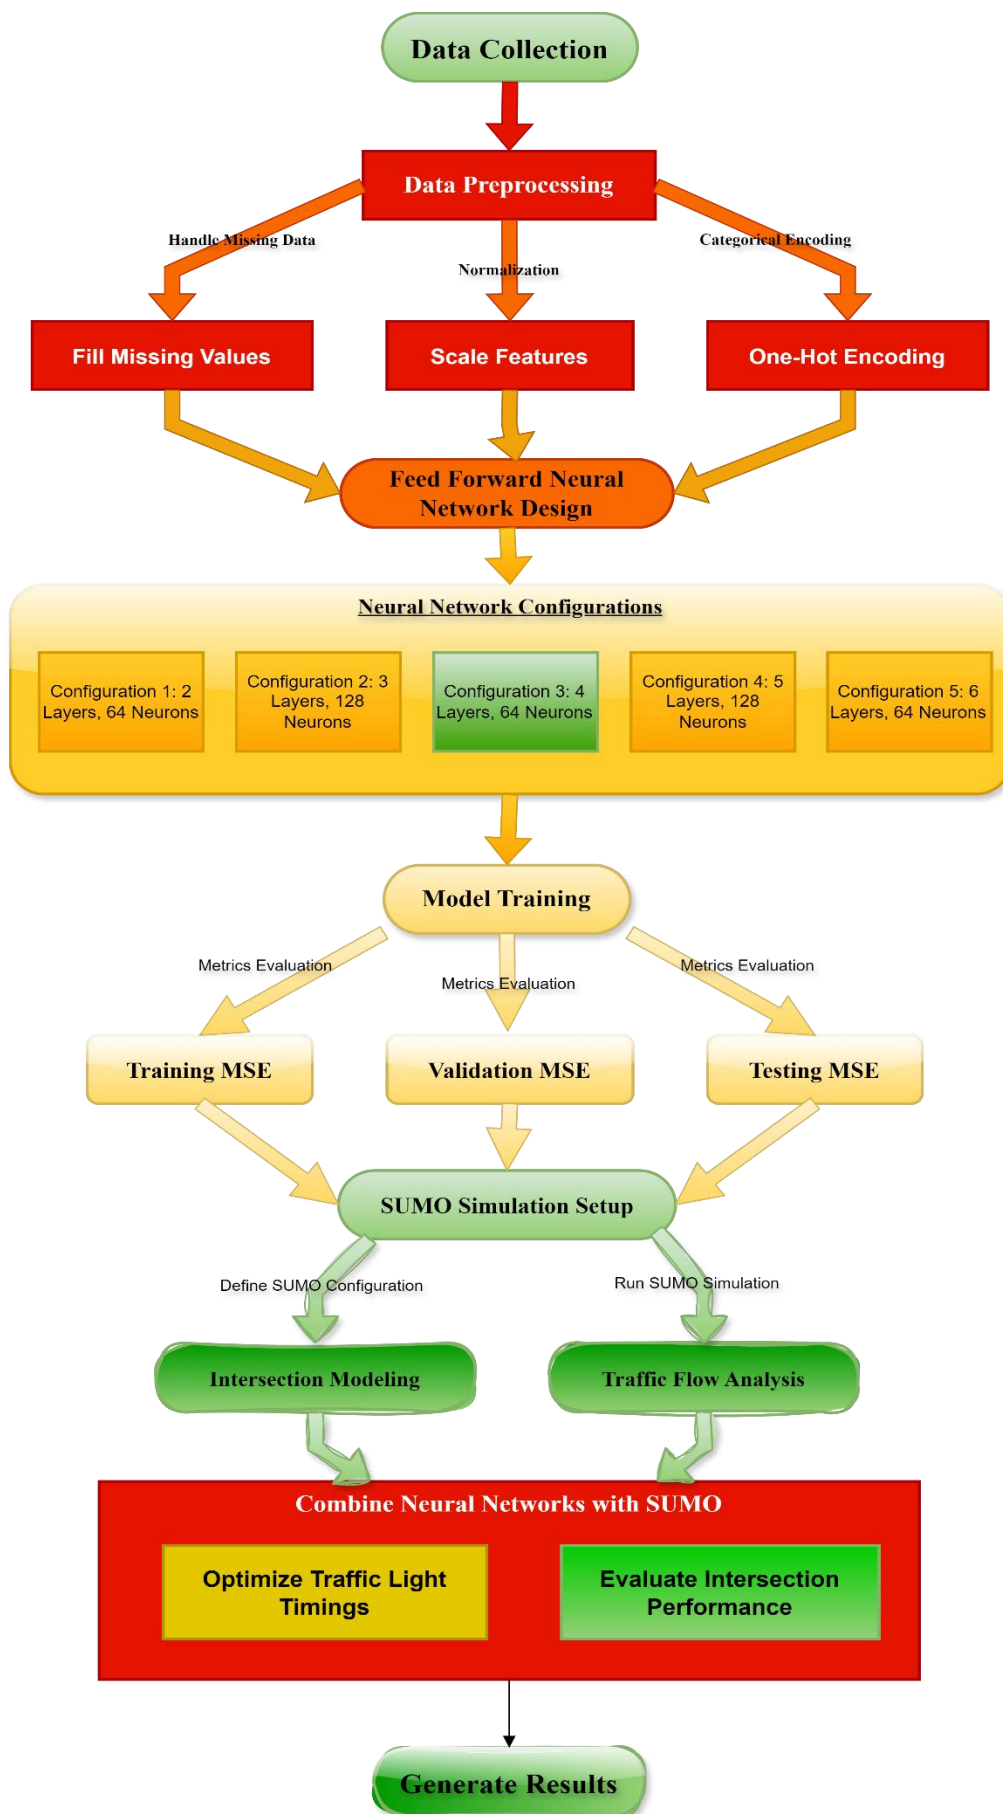 Data Collection
Data Preprocessing
Handle Missing Data
Normalization
Categorical Encoding
Fill Missing Values
Scale Features
One-Hot Encoding
Feed Forward Neural
Network Design
Neural Network Configurations
Configuration 1: 2
Layers, 64 Neurons
Configuration 2: 3
Layers, 128
Neurons
Configuration 3: 4
Layers, 64 Neurons
Configuration 4: 5
Layers, 128
Neurons
Configuration 5: 6
Layers, 64 Neurons
Model Training
Metrics Evaluation
Metrics Evaluation
Metrics Evaluation
Training MSE
Validation MSE
Testing MSE
SUMO Simulation Setup
Define SUMO Configuration
Run SUMO Simulation
Intersection Modeling
Traffic Flow Analysis
Combine Neural Networks with SUMO
Optimize Traffic Light
Timings
Evaluate Intersection
Performance
Generate Results